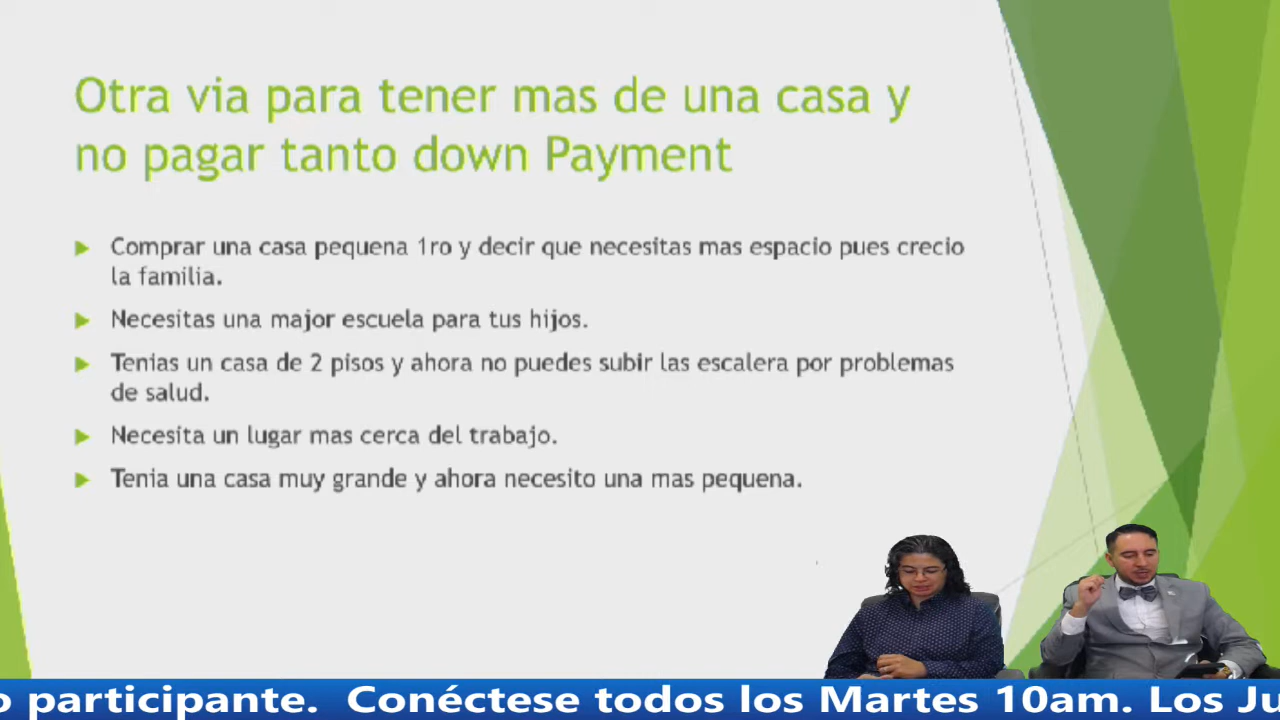 Otra via para tener mas de una casa y
no pagar tanto down Payment
Comprar una casa pequena 1ro y decir que necesitas mas espacio pues crecio
la familia.
Necesitas una major escuela para tus hijos.
Tenias un casa de 2 pisos y ahora no puedes subir las escalera por problemas
de salud.
Necesita un lugar mas cerca del trabajo.
Tenia una casa muy grande y ahora necesito una mas pequena.
o participante. Conéctese todos los Martes 10am. Los Ju